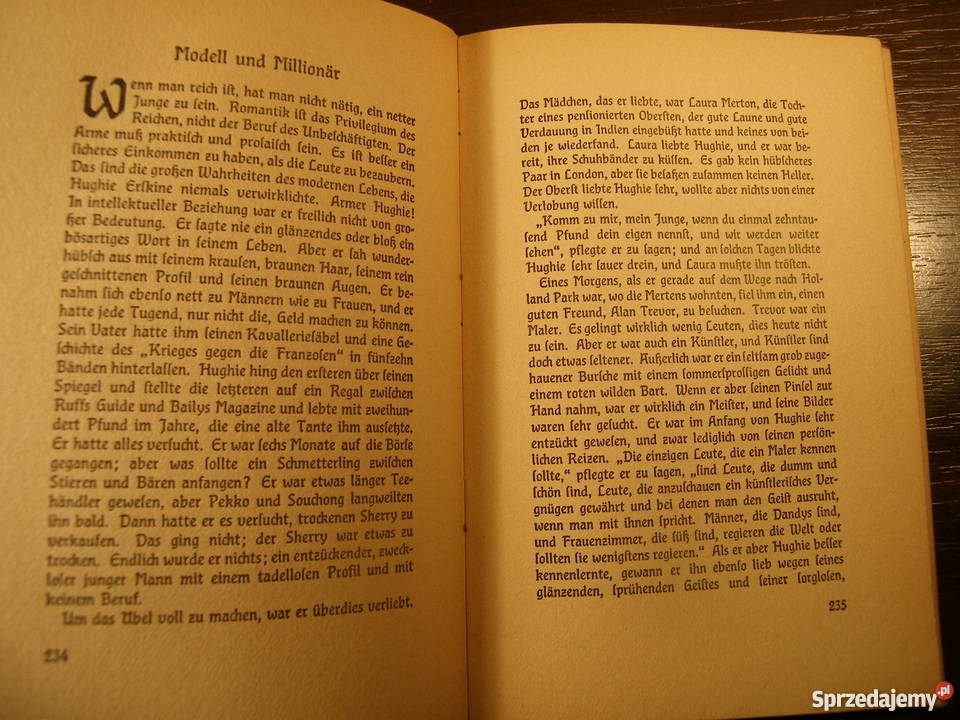 Modell und Millionär
Wenn man reich iſt, hat man nicht nötig, ein netter
Junge zu ſein. Romantik iſt das Privilegium des
Reichen, nicht der Beruf des Unbeſchäftigten. Der
Arme muß praktiſch und proſaiſch ſein. Es iſt beſſer ein
ſicheres Einkommen zu haben, als die Leute zu bezaubern.
Das ſind die großen Wahrheiten des modernen Lebens, die
Hughie Erſkine niemals verwirklichte. Armer Hughie!
In intellektueller Beziehung war er freilich nicht von gro-
ßer Bedeutung. Er ſagte nie ein glänzendes oder bloß ein
bösartiges Wort in ſeinem Leben. Aber er ſah wunder-
hübſch aus mit ſeinem krauſen, braunen Haar, ſeinem rein
geſchnittenen Profil und ſeinen braunen Augen. Er be-
nahm ſich ebenſo nett zu Männern wie zu Frauen, und er
hatte jede Tugend, nur nicht die, Geld machen zu können.
Sein Vater hatte ihm ſeinen Kavallerieſäbel und eine Ge-
ſchichte des „Krieges gegen die Franzoſen“ in fünfzehn
Bänden hinterlaſſen. Hughie hing den erſteren über ſeinen
Spiegel und ſtellte die letzteren auf ein Regal zwiſchen
Ruffs Guide und Bailys Magazine und lebte mit zweihun-
dert Pfund im Jahre, die eine alte Tante ihm ausſetzte.
Er hatte alles verſucht. Er war ſechs Monate auf die Börſe
gegangen; aber was ſollte ein Schmetterling zwiſchen
Stieren und Bären anfangen? Er war etwas länger Tee-
händler geweſen, aber Pekko und Souchong langweilten
ihn bald. Dann hatte er es verſucht, trockenen Sherry zu
verkaufen. Das ging nicht; der Sherry war etwas zu
trocken. Endlich wurde er nichts; ein entzückender, zweck-
loſer junger Mann mit einem tadelloſen Profil und mit
keinem Beruf.
Um das Übel voll zu machen, war er überdies verliebt.
234
Das Mädchen, das er liebte, war Laura Merton, die Toch-
ter eines penſionierten Oberſten, der gute Laune und gute
Verdauung in Indien eingebüßt hatte und keines von bei-
den je wiederfand. Laura liebte Hughie, und er war be-
reit, ihre Schuhbänder zu küſſen. Es gab kein hübſcheres
Paar in London, aber ſie beſaßen zuſammen keinen Heller.
Der Oberſt liebte Hughie ſehr, wollte aber nichts von einer
Verlobung wiſſen.
„Komm zu mir, mein Junge, wenn du einmal zehntau-
ſend Pfund dein eigen nennſt, und wir werden weiter
ſehen“, pflegte er zu ſagen; und an ſolchen Tagen blickte
Hughie ſehr ſauer drein, und Laura mußte ihn tröſten.
Eines Morgens, als er gerade auf dem Wege nach Hol-
land Park war, wo die Mertens wohnten, fiel ihm ein, einen
guten Freund, Alan Trevor, zu beſuchen. Trevor war ein
Maler. Es gelingt wirklich wenig Leuten, dies heute nicht
zu ſein. Aber er war auch ein Künſtler, und Künſtler ſind
doch etwas ſeltener. Äußerlich war er ein ſeltſam grob zuge-
hauener Burſche mit einem ſommerſproſſigen Geſicht und
einem roten wilden Bart. Wenn er aber ſeinen Pinſel zur
Hand nahm, war er wirklich ein Meiſter, und ſeine Bilder
waren ſehr geſucht. Er war im Anfang von Hughie ſehr
entzückt geweſen, und zwar lediglich von ſeinen perſön-
lichen Reizen. „Die einzigen Leute, die ein Maler kennen
ſollte,“ pflegte er zu ſagen, „ſind Leute, die dumm und
ſchön ſind, Leute, die anzuſchauen ein künſtleriſches Ver-
gnügen gewährt und bei denen man den Geiſt ausruht,
wenn man mit ihnen ſpricht. Männer, die Dandys ſind,
und Frauenzimmer, die ſüß ſind, regieren die Welt oder
ſollten ſie wenigſtens regieren.“ Als er aber Hughie beſſer
kennenlernte, gewann er ihn ebenſo lieb wegen ſeines
glänzenden, ſprühenden Geiſtes und ſeiner ſorgloſen,
235
Sprzedajemy.pl